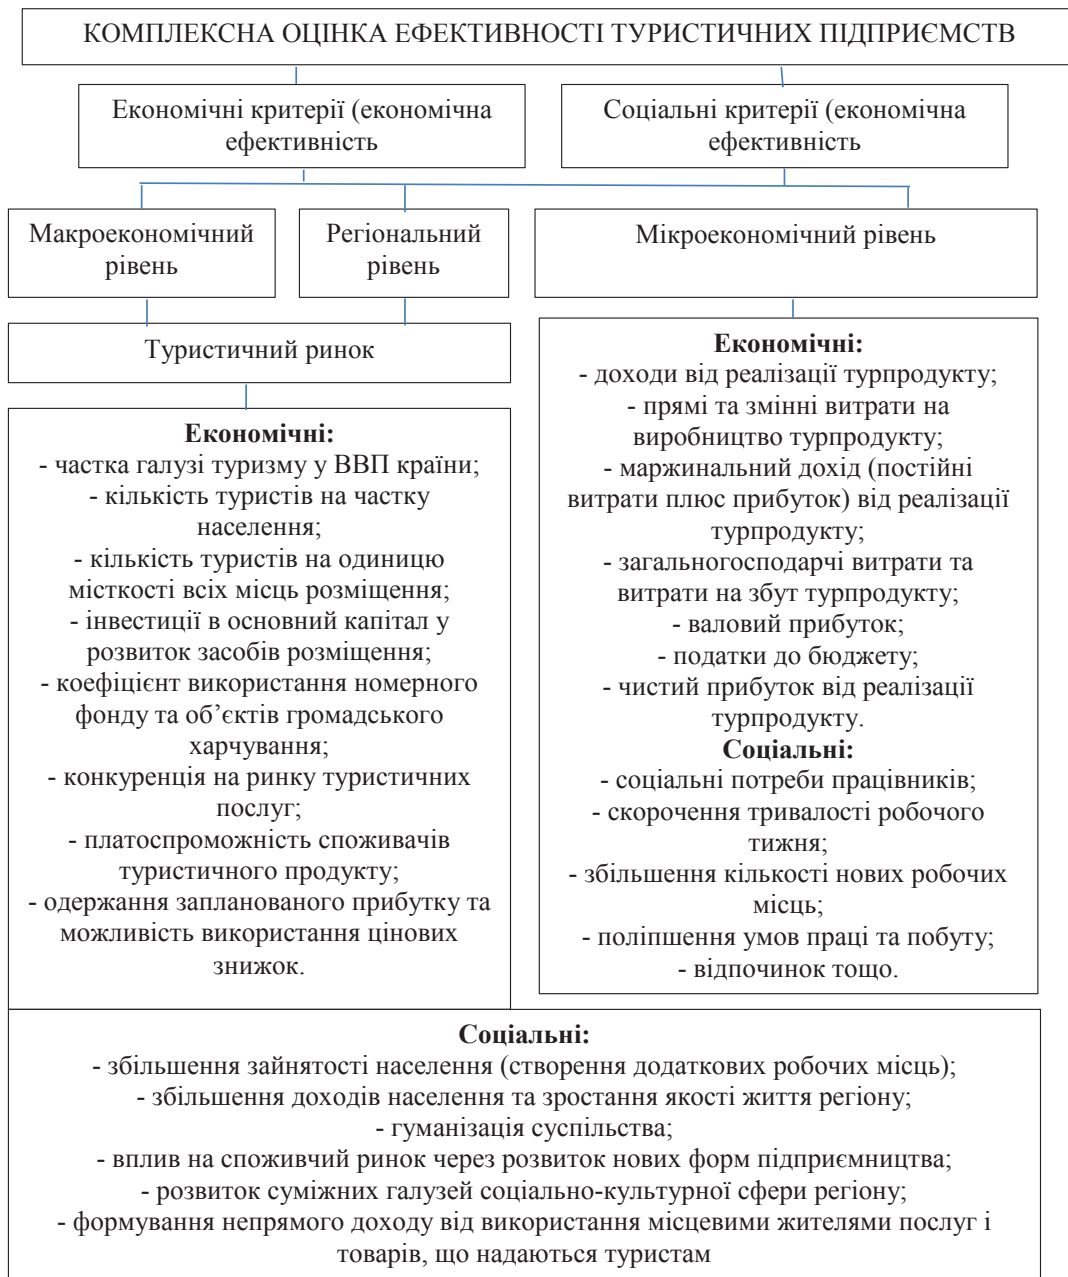 КОМПЛЕКСНА ОЦІНКА ЕФЕКТИВНОСТІ ТУРИСТИЧНИХ ПІДПРИЄМСТВ
Економічні критерії (економічна
ефективність
Соціальні критерії (економічна
ефективність
Макроекономічний
рівень
Регіональний
рівень
Мікроекономічний рівень
Туристичний ринок
Економічні:
- частка галузі туризму у ВВП країни;
- кількість туристів на частку
населення;
- кількість туристів на одиницю
місткості всіх місць розміщення;
- інвестиції в основний капітал у
розвиток засобів розміщення;
- коефіцієнт використання номерного
фонду та об’єктів громадського
харчування;
- конкуренція на ринку туристичних
послуг;
- платоспроможність споживачів
туристичного продукту;
- одержання запланованого прибутку та
можливість використання цінових
знижок.
Економічні:
- доходи від реалізації турпродукту;
- прямі та змінні витрати на
виробництво турпродукту;
- маржинальний дохід (постійні
витрати плюс прибуток) від реалізації
турпродукту;
- загальногосподарчі витрати та
витрати на збут турпродукту;
- валовий прибуток;
- податки до бюджету;
- чистий прибуток від реалізації
турпродукту.
Соціальні:
- соціальні потреби працівників;
- скорочення тривалості робочого
тижня;
- збільшення кількості нових робочих
місць;
- поліпшення умов праці та побуту;
- відпочинок тощо.
Соціальні:
- збільшення зайнятості населення (створення додаткових робочих місць);
- збільшення доходів населення та зростання якості життя регіону;
- гуманізація суспільства;
- вплив на споживчий ринок через розвиток нових форм підприємництва;
- розвиток суміжних галузей соціально-культурної сфери регіону;
- формування непрямого доходу від використання місцевими жителями послуг і
товарів, що надаються туристам